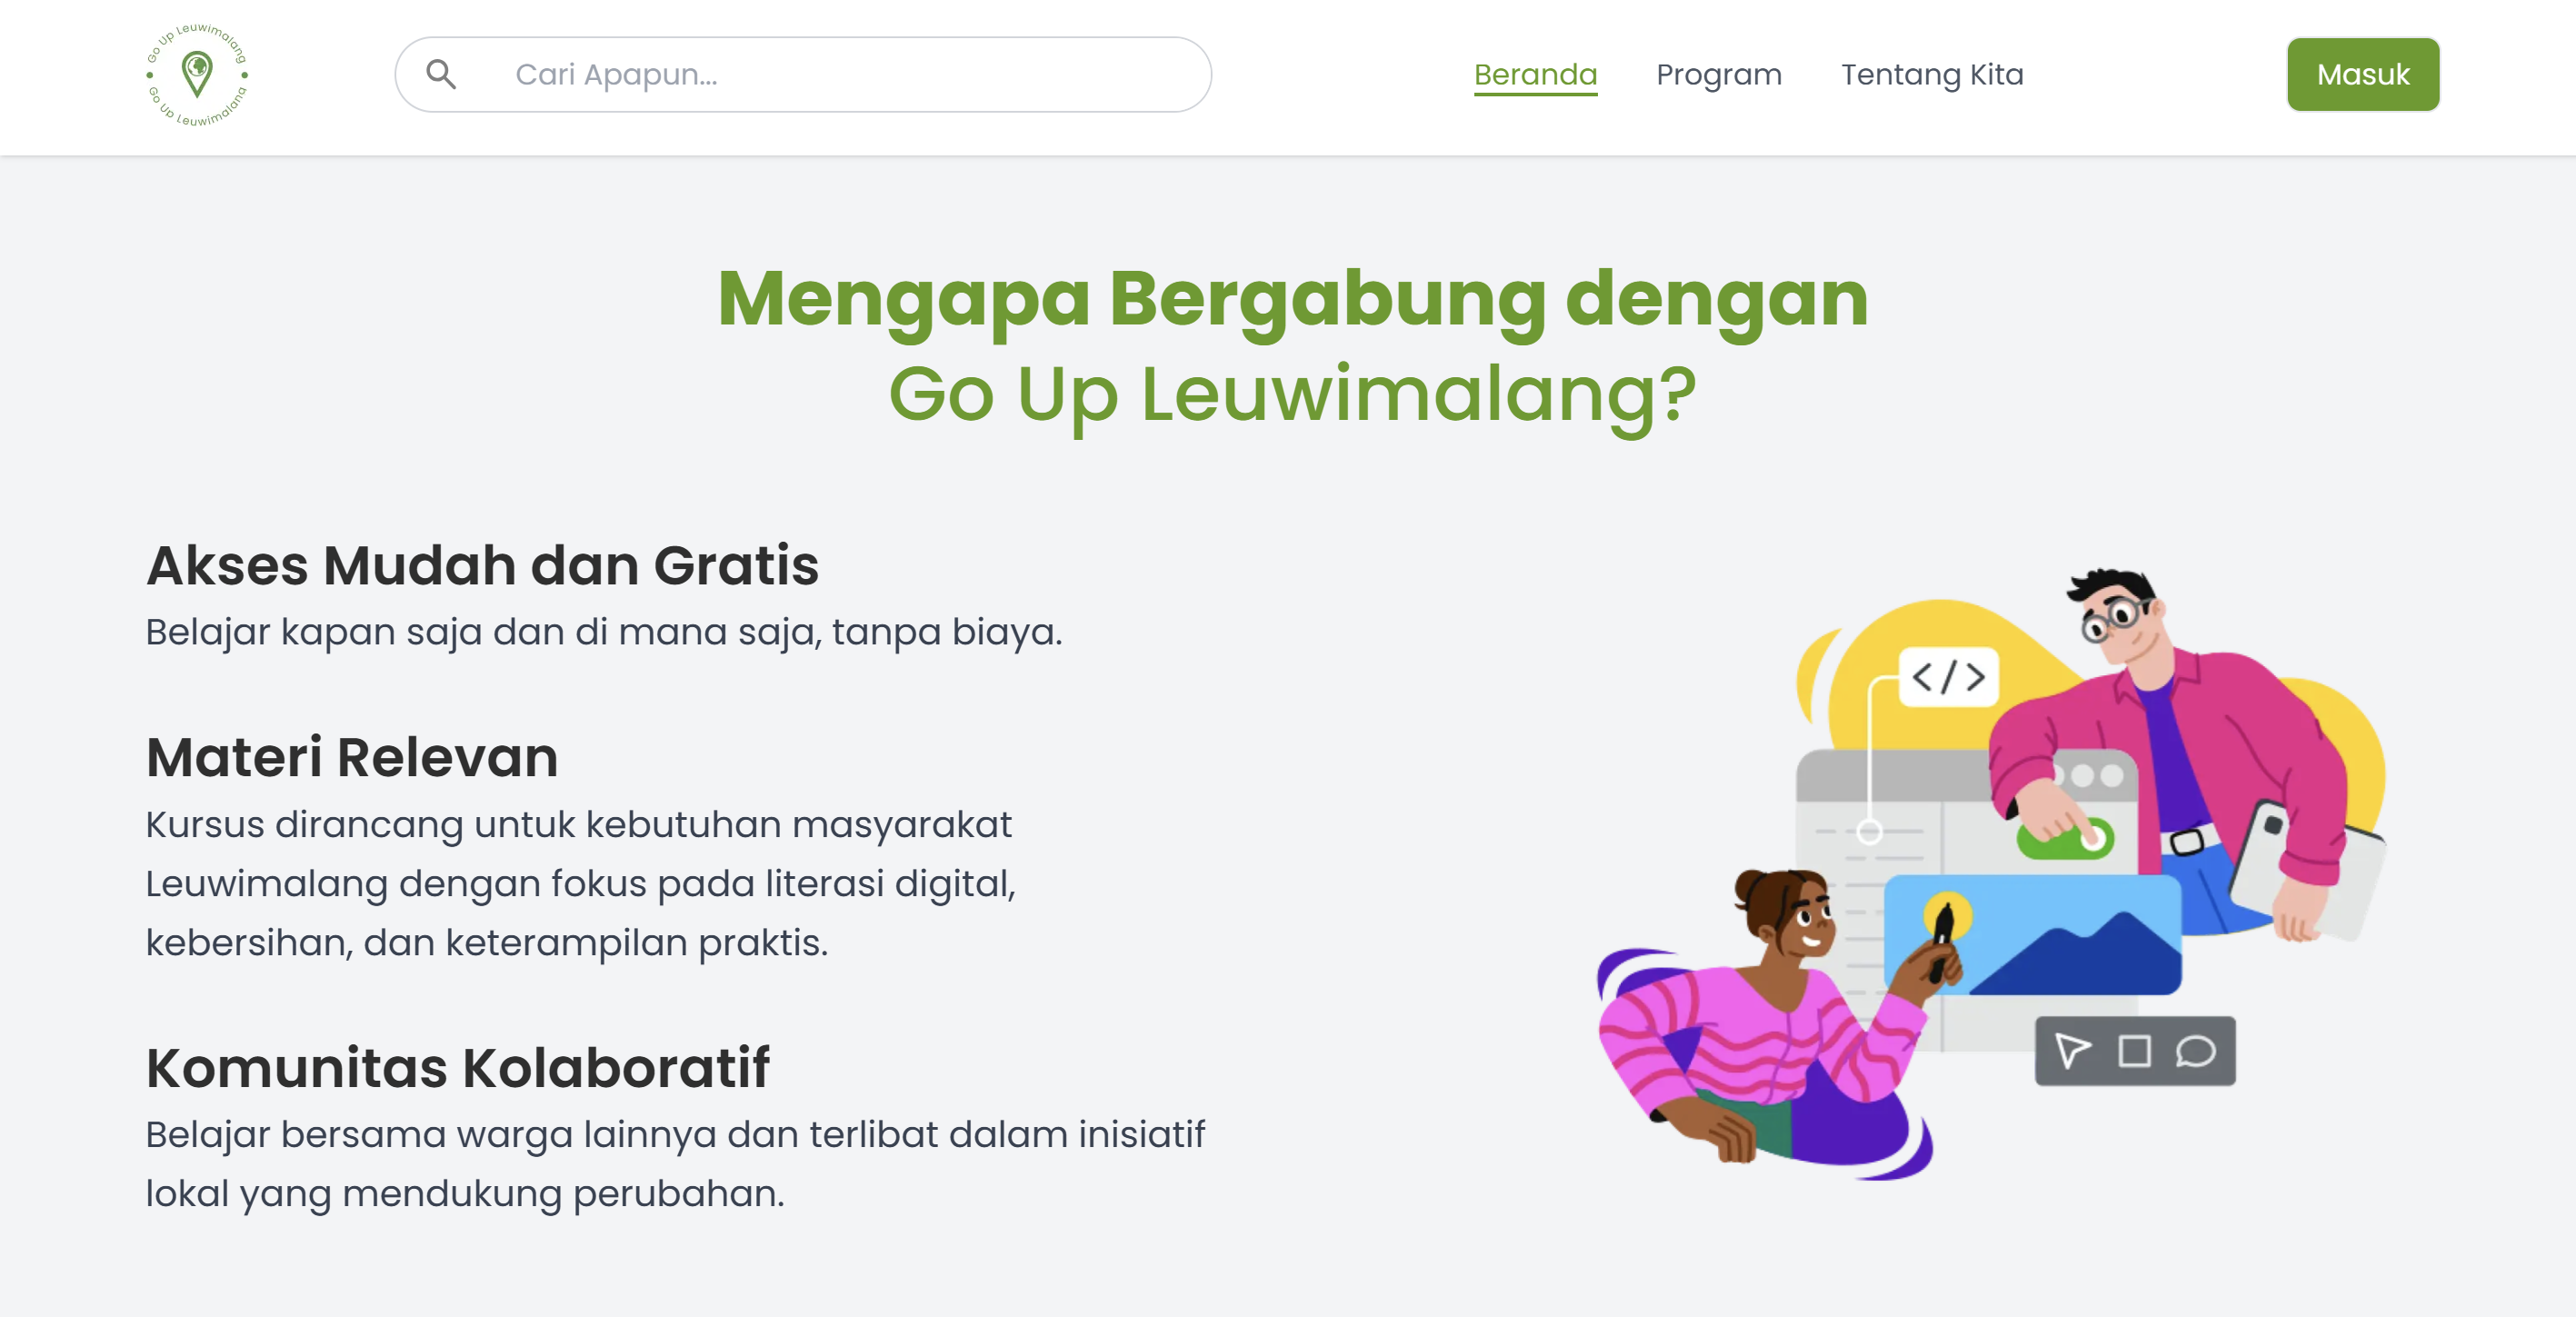 Go Up Leuwimalang
Go Up Leuwimalang
Cari Apapun...
Beranda
Program
Tentang Kita
Masuk
Mengapa Bergabung dengan
Go Up Leuwimalang?
Akses Mudah dan Gratis
Belajar kapan saja dan di mana saja, tanpa biaya.
Materi Relevan
Kursus dirancang untuk kebutuhan masyarakat
Leuwimalang dengan fokus pada literasi digital,
kebersihan, dan keterampilan praktis.
Komunitas Kolaboratif
Belajar bersama warga lainnya dan terlibat dalam inisiatif
lokal yang mendukung perubahan.
</>